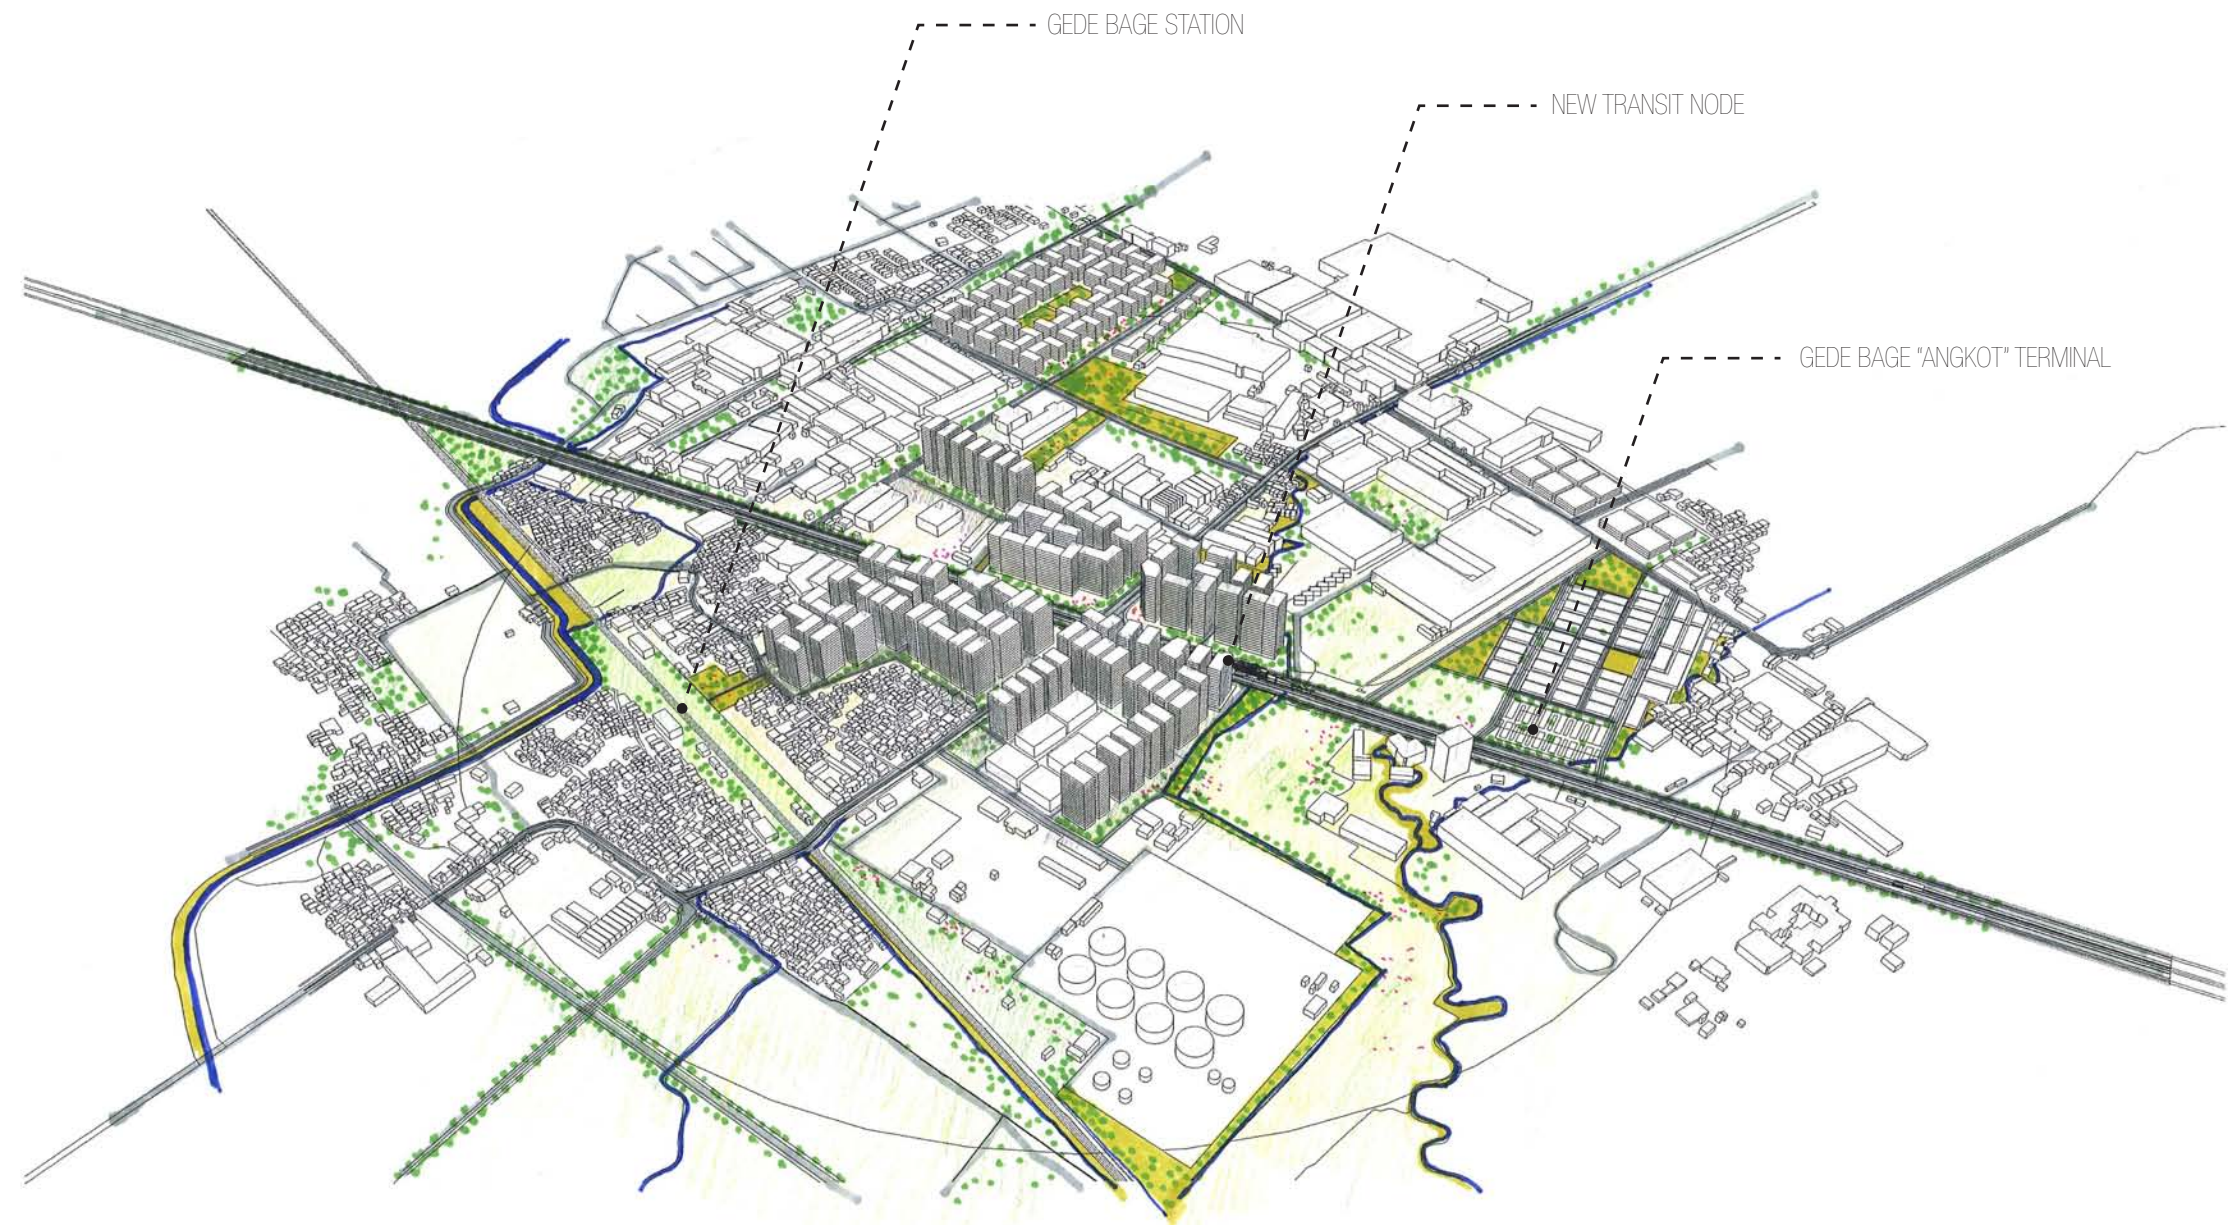 GEDE BAGE STATION
NEW TRANSIT NODE
GEDE BAGE "ANGKOT" TERMINAL